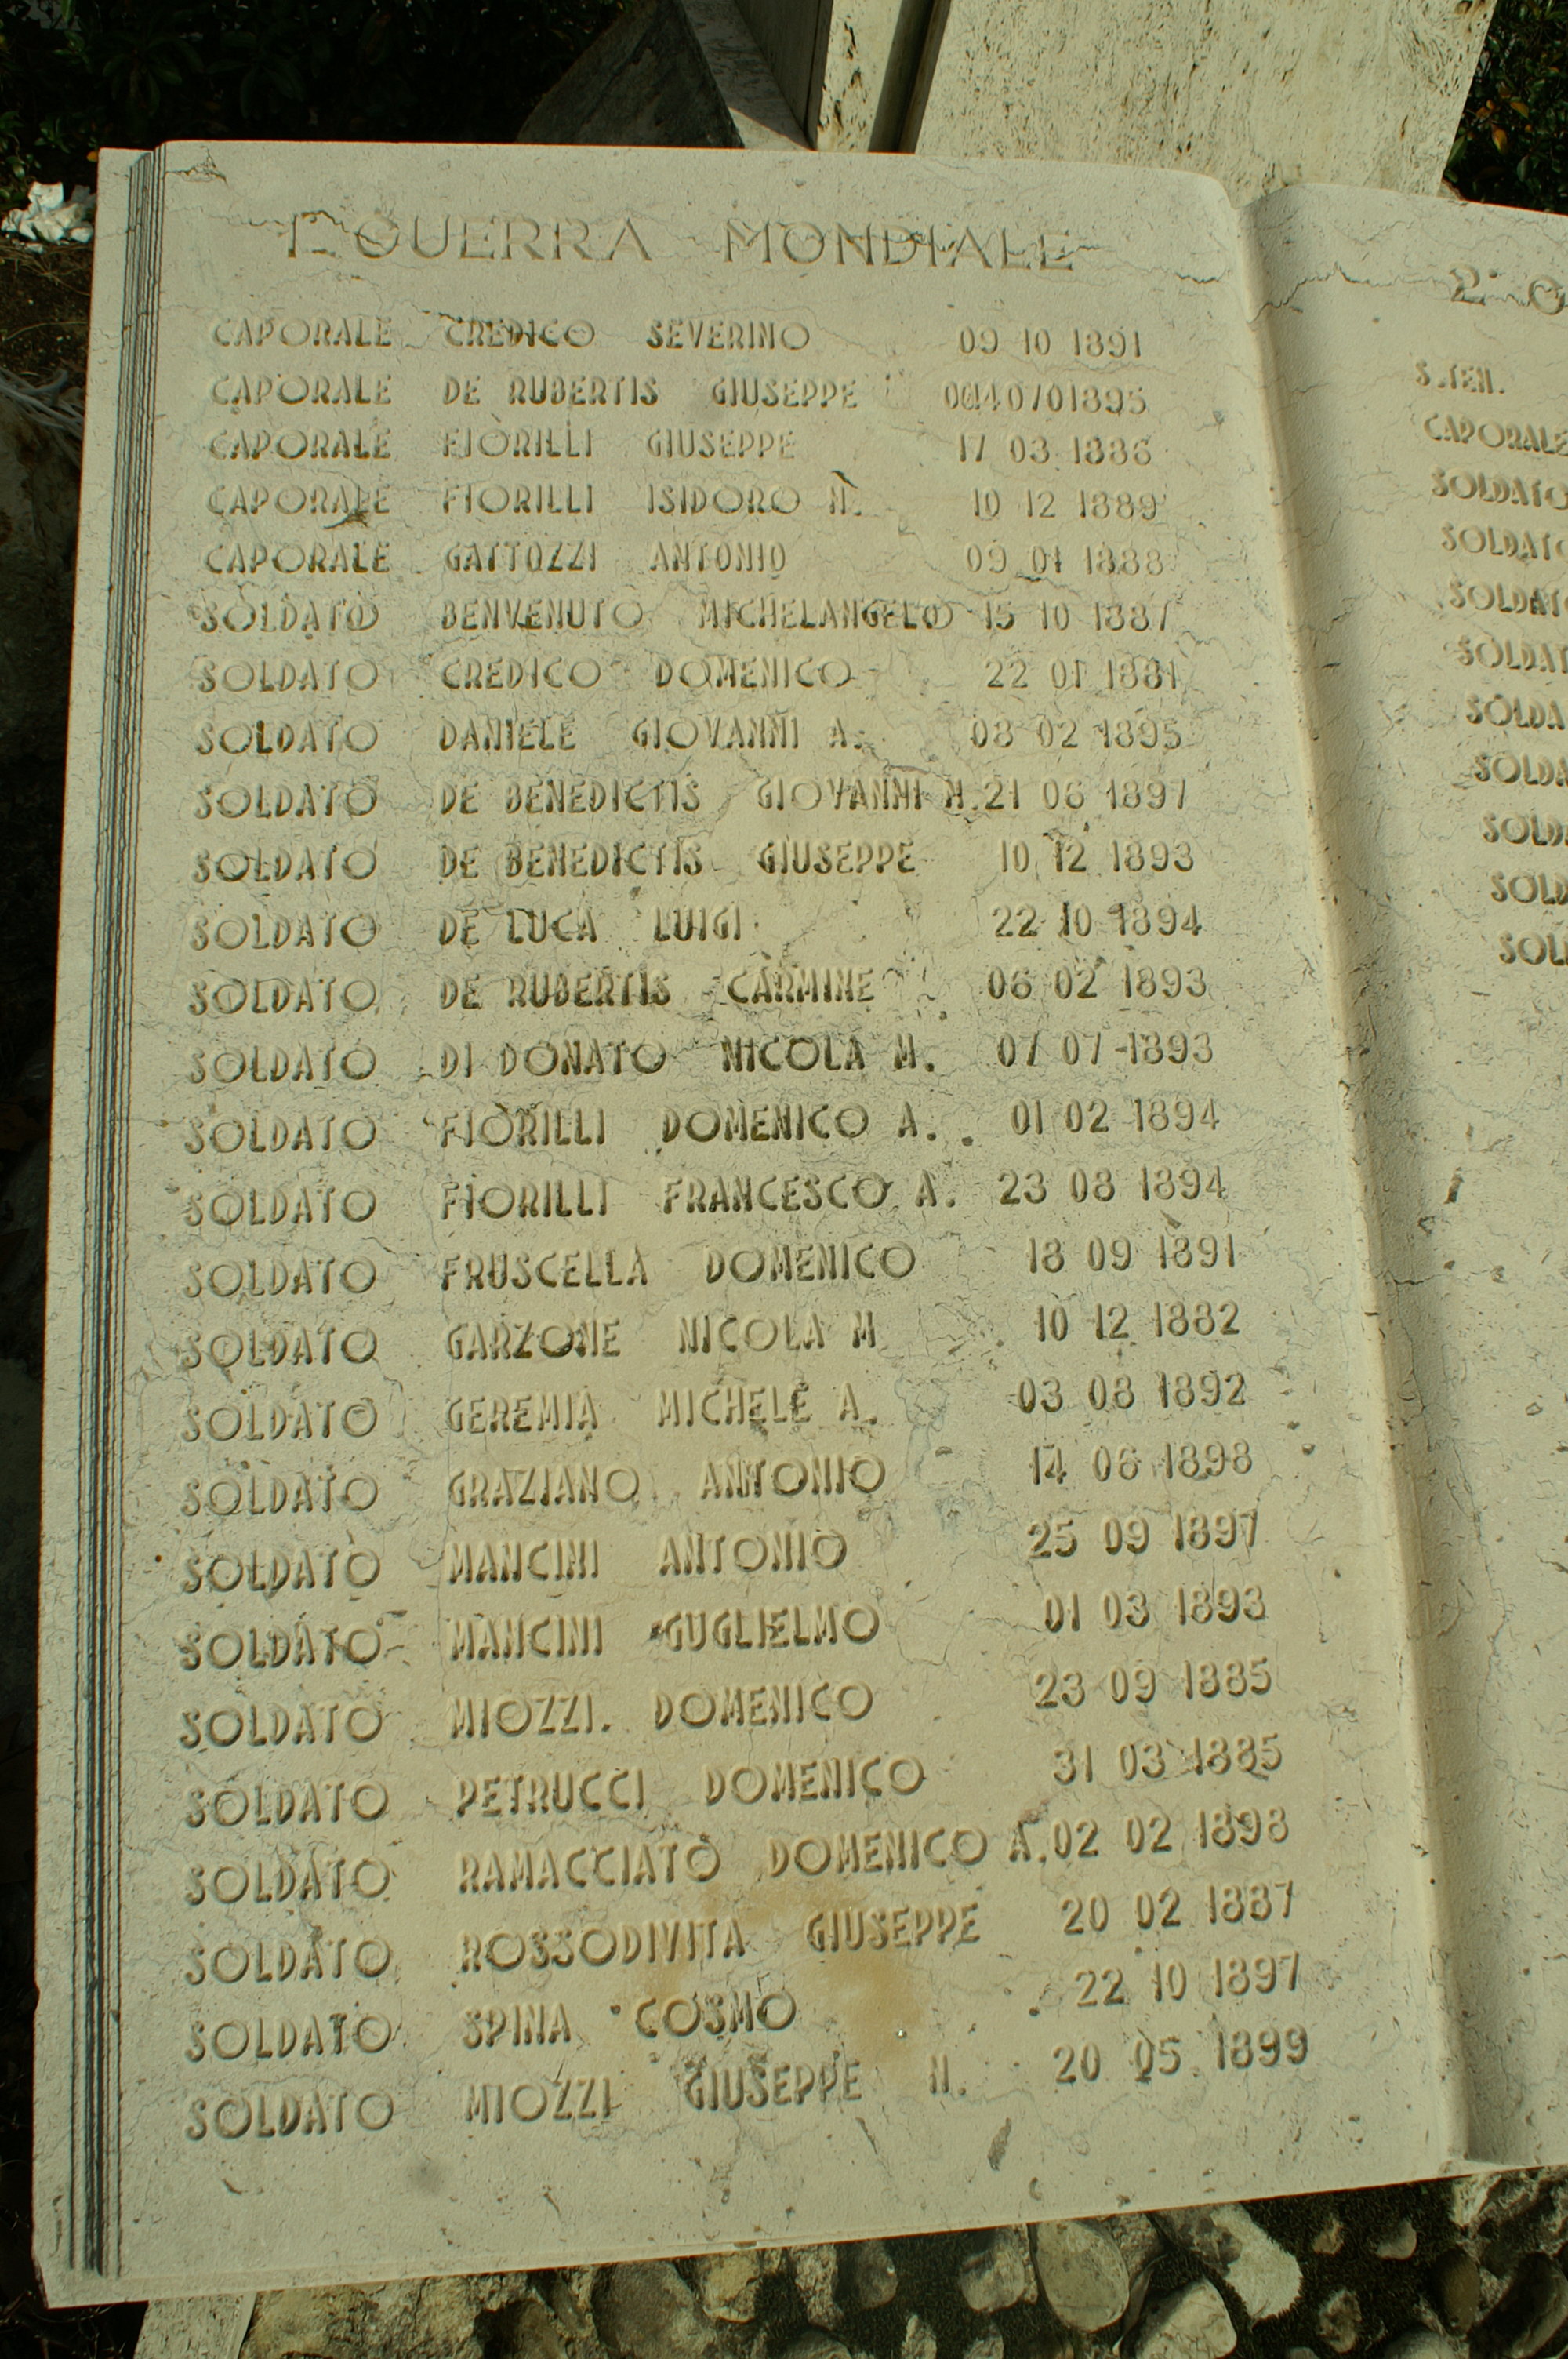 1ª GUERRA MONDIALE
CAPORALE CREDICO SEVERINO 09 10 1891
CAPORALE DE RUBERTIS GIUSEPPE 1895
CAPORALE FIORILLI GIUSEPPE 17 03 1886
CAPORALE FIORILLI ISIDORO N. 10 12 1889
CAPORALE GATTOZZI ANTONIO 09 01 1888
SOLDATO BENVENUTO MICHELANGELO 15 10 1887
SOLDATO CREDICO DOMENICO 22 01 1881
SOLDATO DANIELE GIOVANNI A. 08 02 1895
SOLDATO DE BENEDICTIS GIOVANNI N. 21 06 1897
SOLDATO DE BENEDICTIS GIUSEPPE 10 12 1893
SOLDATO DE LUCA LUIGI 22 10 1894
SOLDATO DE RUBERTIS CARMINE 06 02 1893
SOLDATO DI DONATO NICOLA M. 07 07 1893
SOLDATO FIORILLI DOMENICO A. 01 02 1894
SOLDATO FIORILLI FRANCESCO A. 23 08 1894
SOLDATO FRUSCELLA DOMENICO 18 09 1891
SOLDATO GARZONE NICOLA M 10 12 1882
SOLDATO GEREMIA MICHELE A. 03 08 1892
SOLDATO GRAZIANO ANTONIO 14 06 1898
SOLDATO MANCINI ANTONIO 25 09 1897
SOLDATO MANCINI GUGLIELMO 01 03 1893
SOLDATO MIOZZI. DOMENICO 23 09 1885
SOLDATO PETRUCCI DOMENICO 31 03 1885
SOLDATO RAMACCIATO DOMENICO A. 02 02 1898
SOLDATO ROSSODIVITA GIUSEPPE 20 02 1887
SOLDATO SPINA COSMO 22 10 1897
SOLDATO MIOZZI GIUSEPPE N. 20 05 1899
S.TEN.
CAPORALE
SOLDATO